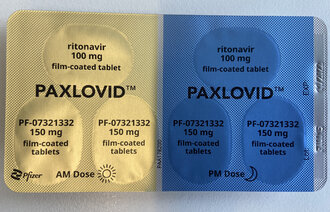 ritonavir
100 mg
film-coated tablet
PAXLOVID™
PF-07321332
150 mg
film-coated
tablets
PF-07321332
150 mg
film-coated
tablets
Pfizer
AM Dose
ritonavir
100 mg
film-coated tablet
PAXLOVID™
PF-07321332
150 mg
film-coated
tablets
PF-07321332
150 mg
film-coated
tablets
PM Dose
EXP
LOT